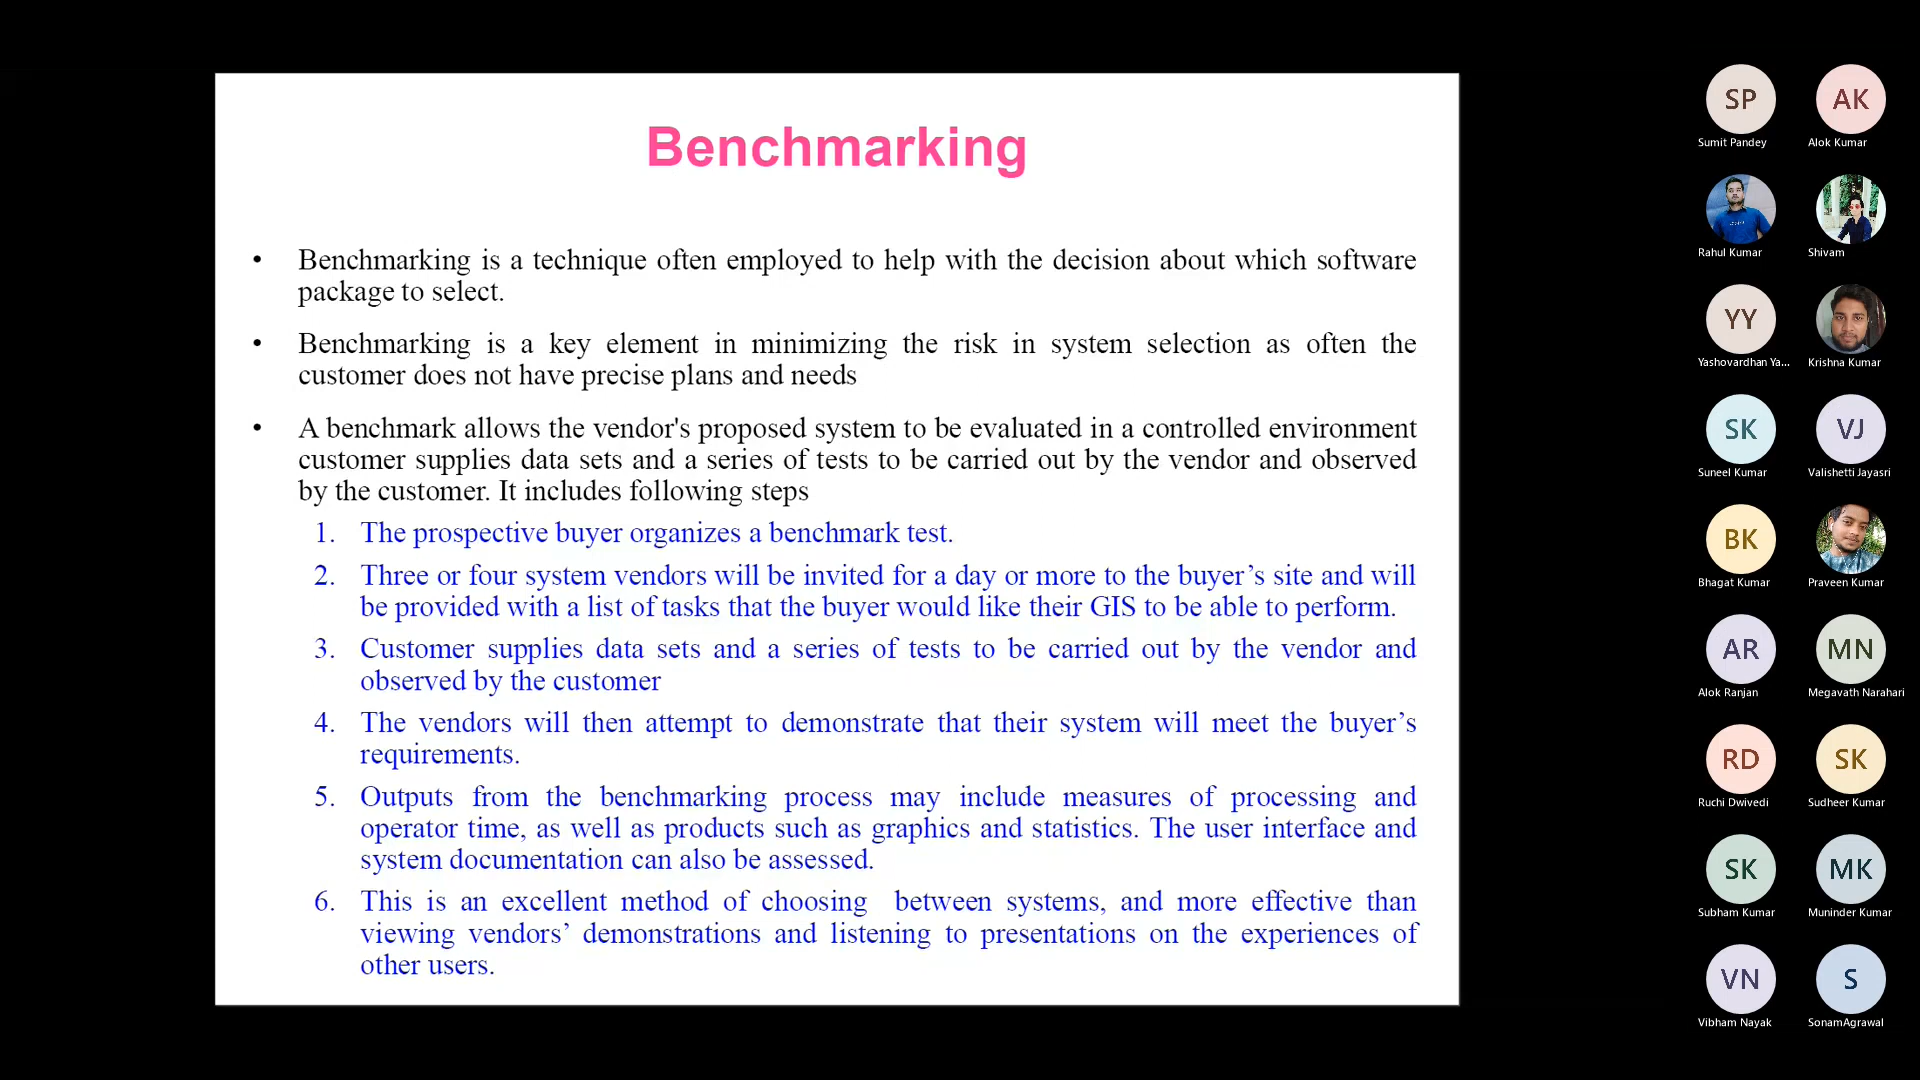 Benchmarking
• Benchmarking is a technique often employed to help with the decision about which software
package to select.
• Benchmarking is a key element in minimizing the risk in system selection as often the
customer does not have precise plans and needs
• A benchmark allows the vendor's proposed system to be evaluated in a controlled environment
customer supplies data sets and a series of tests to be carried out by the vendor and observed
by the customer. It includes following steps
1. The prospective buyer organizes a benchmark test.
2. Three or four system vendors will be invited for a day or more to the buyer’s site and will
be provided with a list of tasks that the buyer would like their GIS to be able to perform.
3. Customer supplies data sets and a series of tests to be carried out by the vendor and
observed by the customer
4. The vendors will then attempt to demonstrate that their system will meet the buyer’s
requirements.
5. Outputs from the benchmarking process may include measures of processing and
operator time, as well as products such as graphics and statistics. The user interface and
system documentation can also be assessed.
6. This is an excellent method of choosing between systems, and more effective than
viewing vendors’ demonstrations and listening to presentations on the experiences of
other users.
SP AK
Sumit Pandey Alok Kumar
Rahul Kumar Shivam
YY
Yashovardhan Ya... Krishna Kumar
SK VJ
Suneel Kumar Valishetti Jayasri
BK
Bhagat Kumar Praveen Kumar
AR MN
Alok Ranjan Megavath Narahari
RD SK
Ruchi Dwivedi Sudheer Kumar
SK MK
Subham Kumar Muninder Kumar
VN S
Vibham Nayak SonamAgrawal